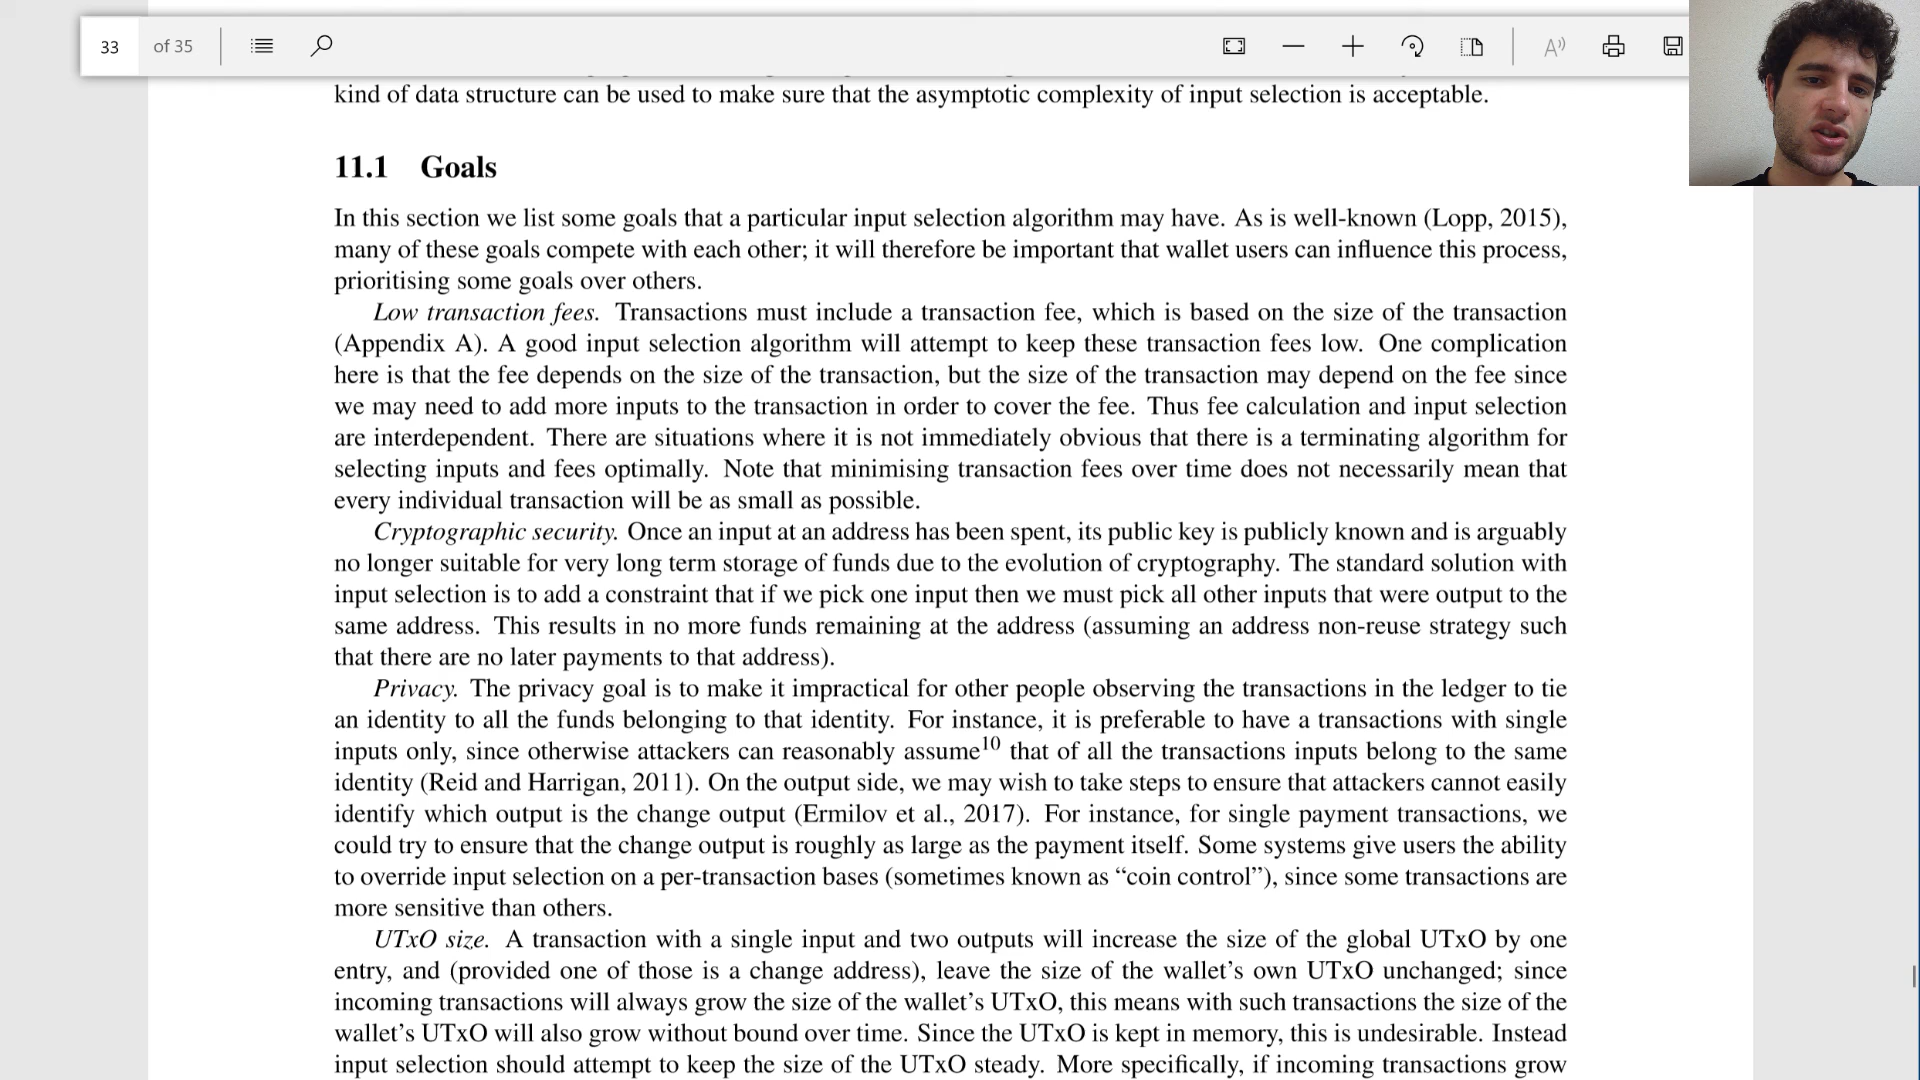 33 of 35
kind of data structure can be used to make sure that the asymptotic complexity of input selection is acceptable.
11.1 Goals
In this section we list some goals that a particular input selection algorithm may have. As is well-known (Lopp, 2015),
many of these goals compete with each other; it will therefore be important that wallet users can influence this process,
prioritising some goals over others.
Low transaction fees. Transactions must include a transaction fee, which is based on the size of the transaction
(Appendix A). A good input selection algorithm will attempt to keep these transaction fees low. One complication
here is that the fee depends on the size of the transaction, but the size of the transaction may depend on the fee since
we may need to add more inputs to the transaction in order to cover the fee. Thus fee calculation and input selection
are interdependent. There are situations where it is not immediately obvious that there is a terminating algorithm for
selecting inputs and fees optimally. Note that minimising transaction fees over time does not necessarily mean that
every individual transaction will be as small as possible.
Cryptographic security. Once an input at an address has been spent, its public key is publicly known and is arguably
no longer suitable for very long term storage of funds due to the evolution of cryptography. The standard solution with
input selection is to add a constraint that if we pick one input then we must pick all other inputs that were output to the
same address. This results in no more funds remaining at the address (assuming an address non-reuse strategy such
that there are no later payments to that address).
Privacy. The privacy goal is to make it impractical for other people observing the transactions in the ledger to tie
an identity to all the funds belonging to that identity. For instance, it is preferable to have a transactions with single
inputs only, since otherwise attackers can reasonably assume10 that of all the transactions inputs belong to the same
identity (Reid and Harrigan, 2011). On the output side, we may wish to take steps to ensure that attackers cannot easily
identify which output is the change output (Ermilov et al., 2017). For instance, for single payment transactions, we
could try to ensure that the change output is roughly as large as the payment itself. Some systems give users the ability
to override input selection on a per-transaction bases (sometimes known as “coin control”), since some transactions are
more sensitive than others.
UTxO size. A transaction with a single input and two outputs will increase the size of the global UTxO by one
entry, and (provided one of those is a change address), leave the size of the wallet’s own UTxO unchanged; since
incoming transactions will always grow the size of the wallet’s UTxO, this means with such transactions the size of the
wallet’s UTxO will also grow without bound over time. Since the UTxO is kept in memory, this is undesirable. Instead
input selection should attempt to keep the size of the UTxO steady. More specifically, if incoming transactions grow